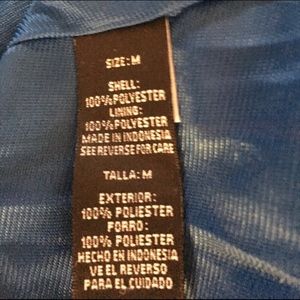 SIZE: M
SHELL:
100%POLYESTER
LINING:
100%POLYESTER
MADE IN INDONESIA
SEE REVERSE FOR CARE
TALLA: M
EXTERIOR:
100% POLIESTER
FORRO:
100% POLIESTER
HECHO EN INDONESIA
VE EL REVERSO
PARA EL CUIDADO